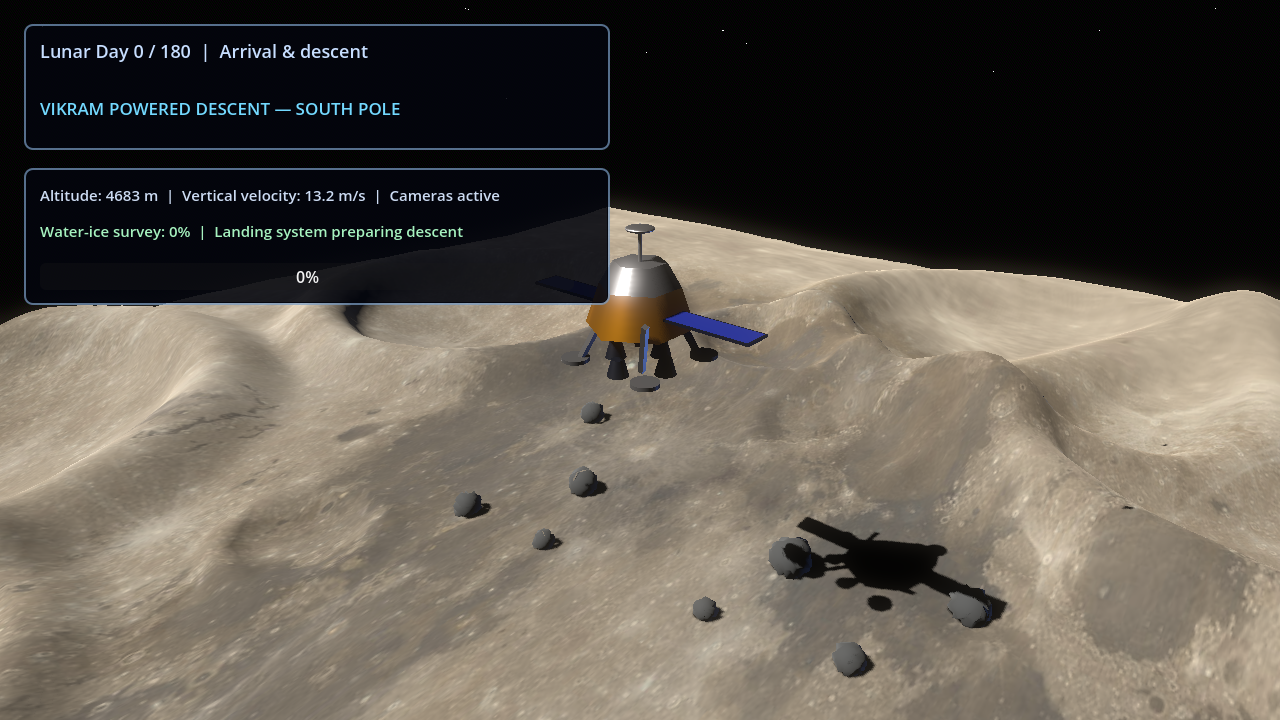 Lunar Day 0 / 180 | Arrival & descent
VIKRAM POWERED DESCENT — SOUTH POLE
Altitude: 4683 m | Vertical velocity: 13.2 m/s | Cameras active
Water-ice survey: 0% | Landing system preparing descent
0%